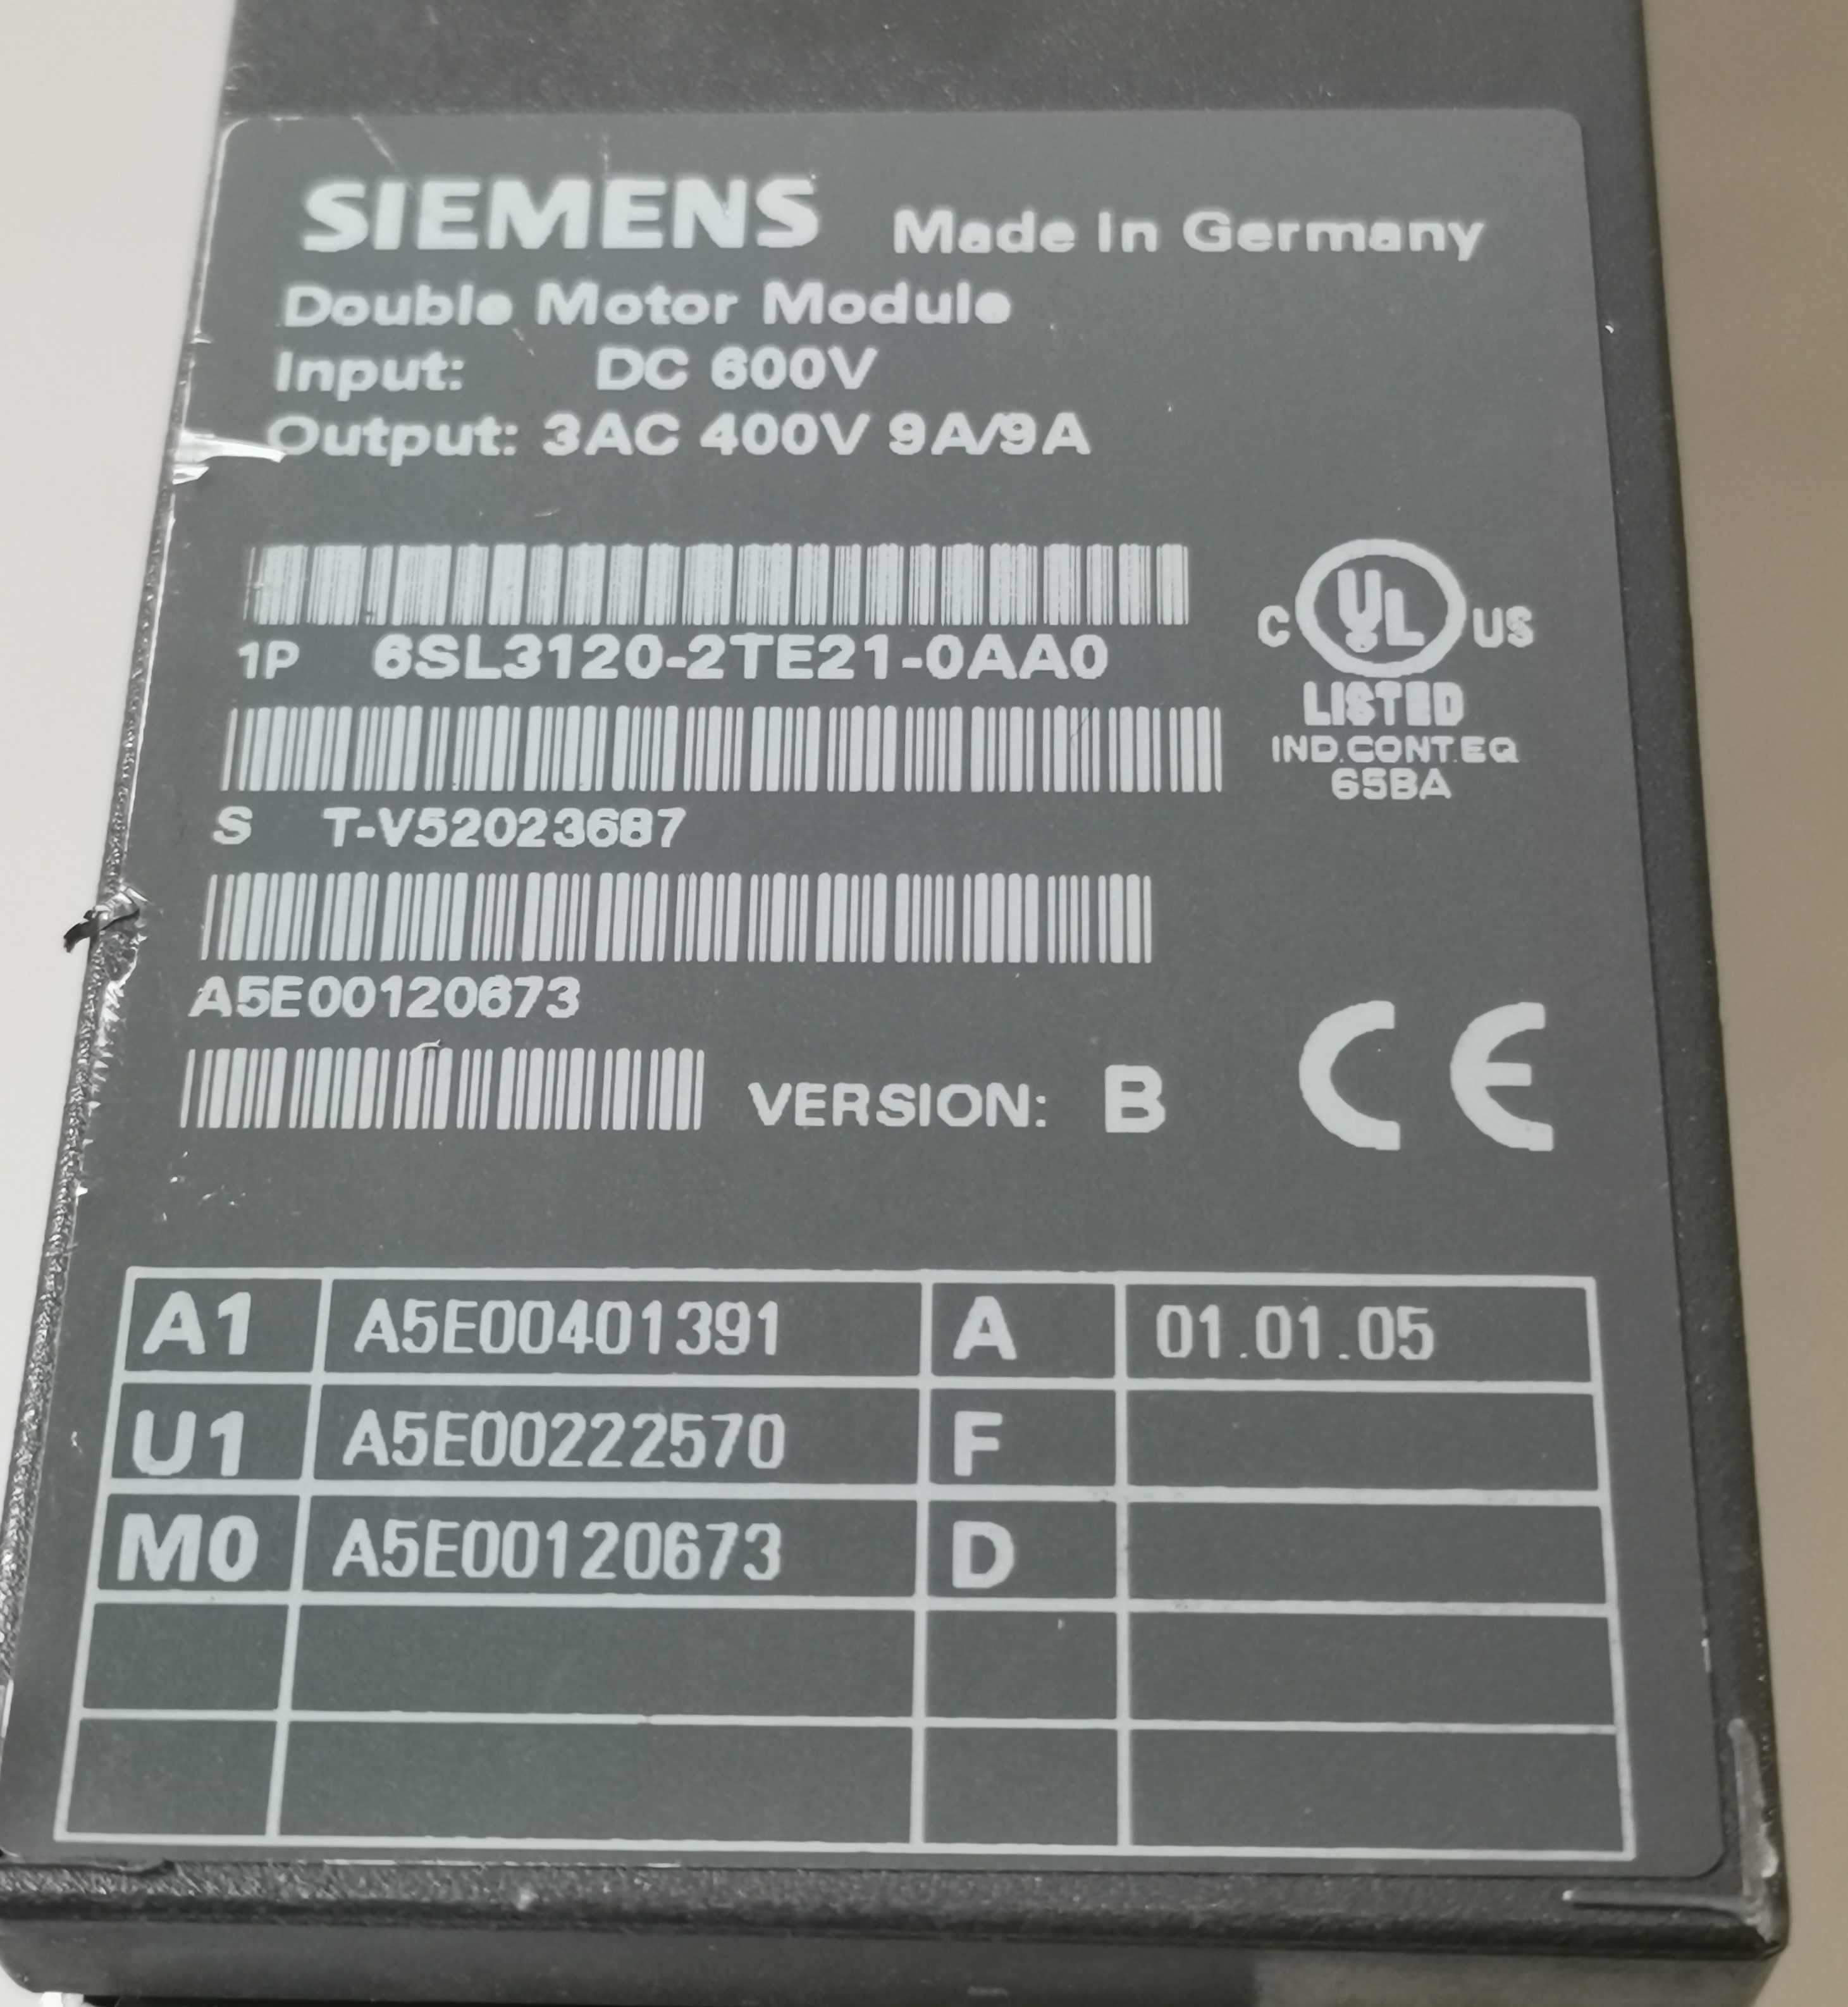 SIEMENS Made In Germany
Double Motor Module
Input: DC 600V
Output: 3AC 400V 9A/9A
1P 6SL3120-2TE21-0AA0
C UL US
LISTED
IND.CONT.EQ
65BA
S T-V52023687
A5E00120673
VERSION: B CE
A1 A5E00401391 A 01.01.05
U1 A5E00222570 F
M0 A5E00120673 D